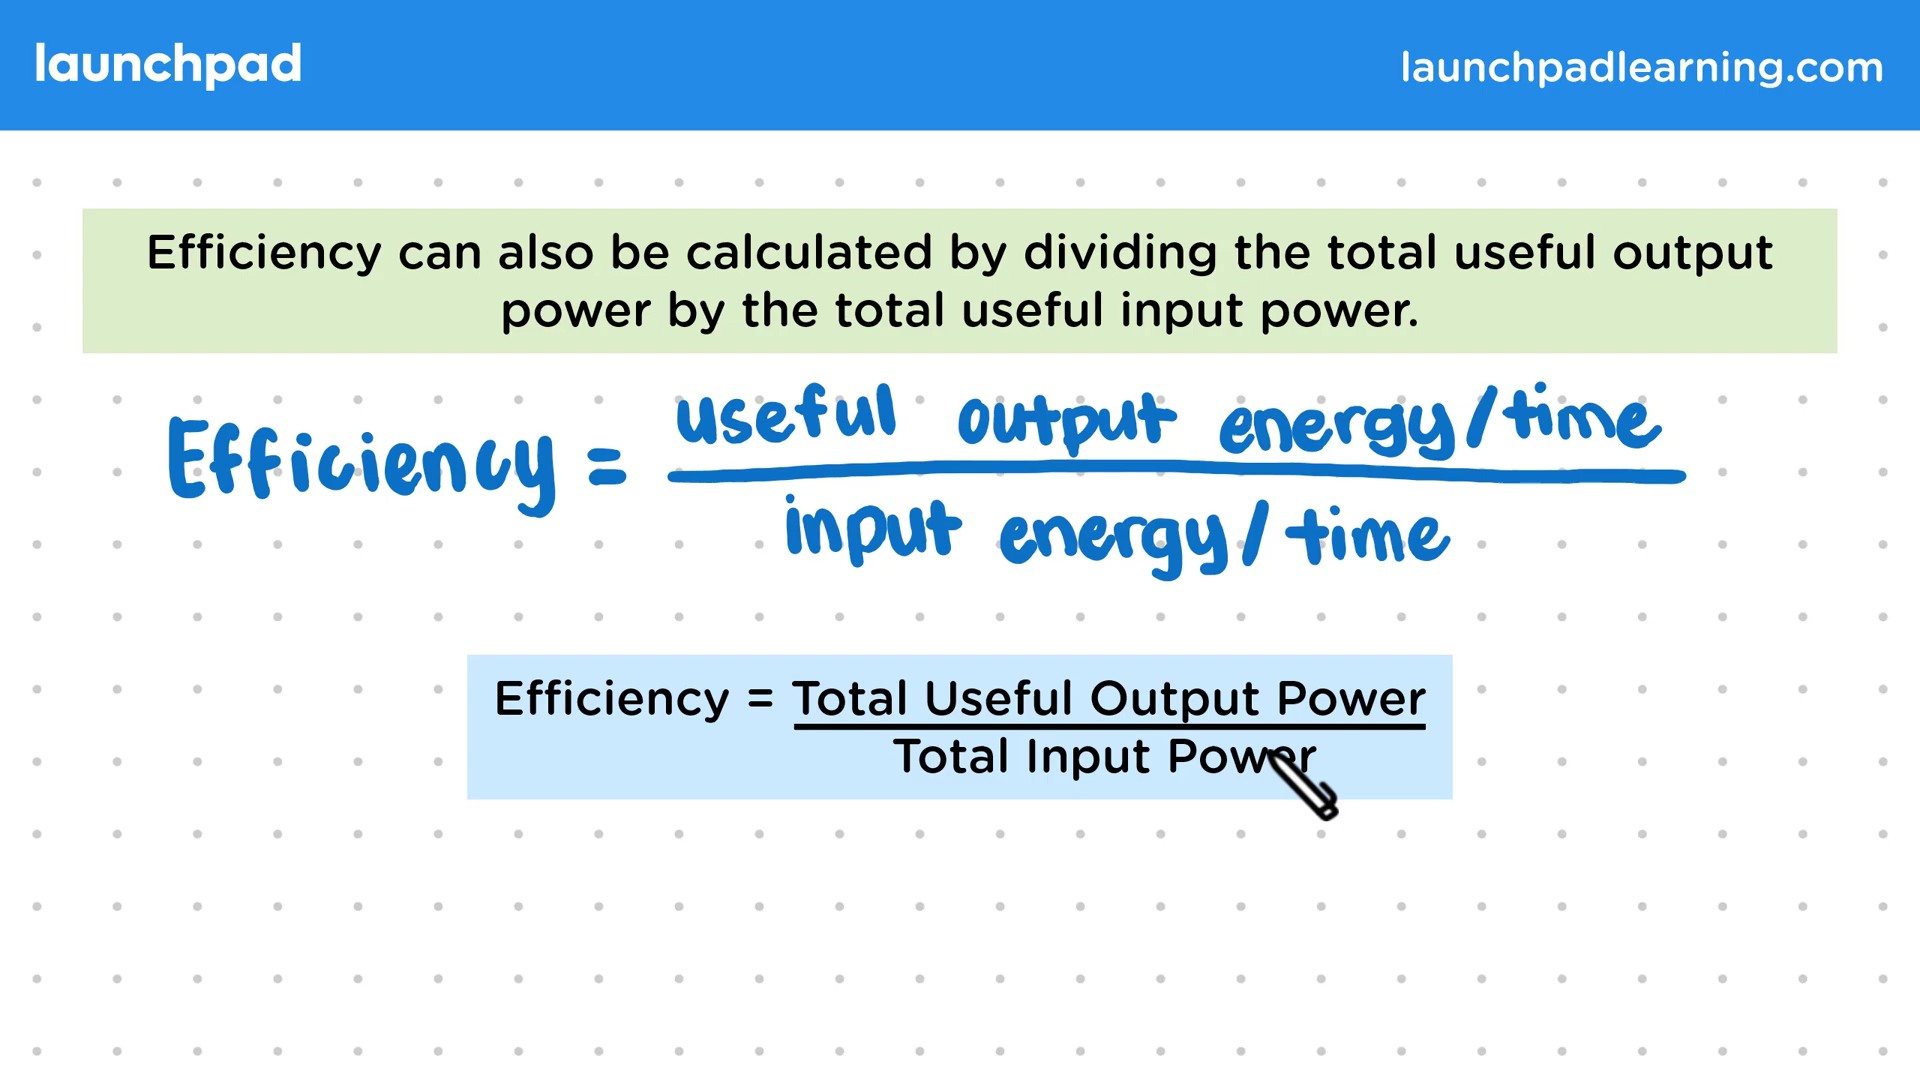 launchpad
launchpadlearning.com
Efficiency can also be calculated by dividing the total useful output
power by the total useful input power.
Efficiency = useful output energy/time
input energy/time
Efficiency = Total Useful Output Power
Total Input Power